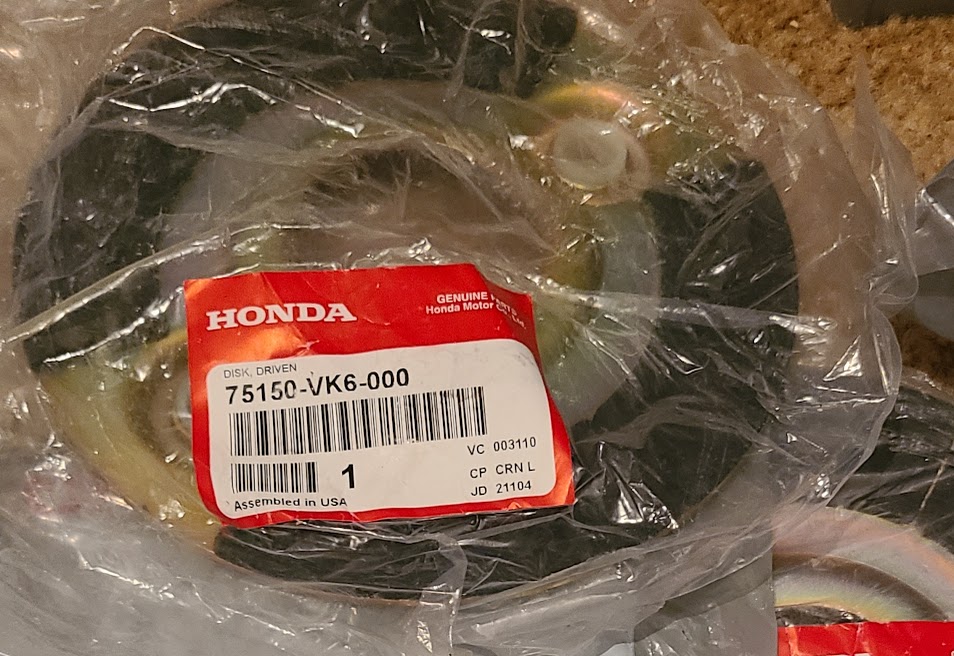 HONDA
GENUINE
Honda Motor Co., Ltd.
DISK, DRIVEN
75150-VK6-000
1
VC 003110
CP CRN L
JD 21104
Assembled in USA